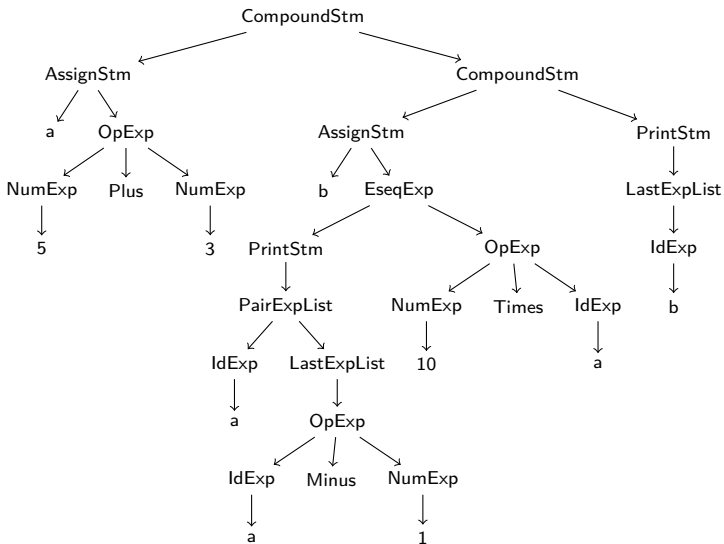 CompoundStm
AssignStm CompoundStm
a OpExp AssignStm PrintStm
NumExp Plus NumExp b EseqExp LastExpList
5 3 PrintStm OpExp IdExp
PairExpList NumExp Times IdExp b
IdExp LastExpList 10 a
a OpExp
IdExp Minus NumExp
a 1